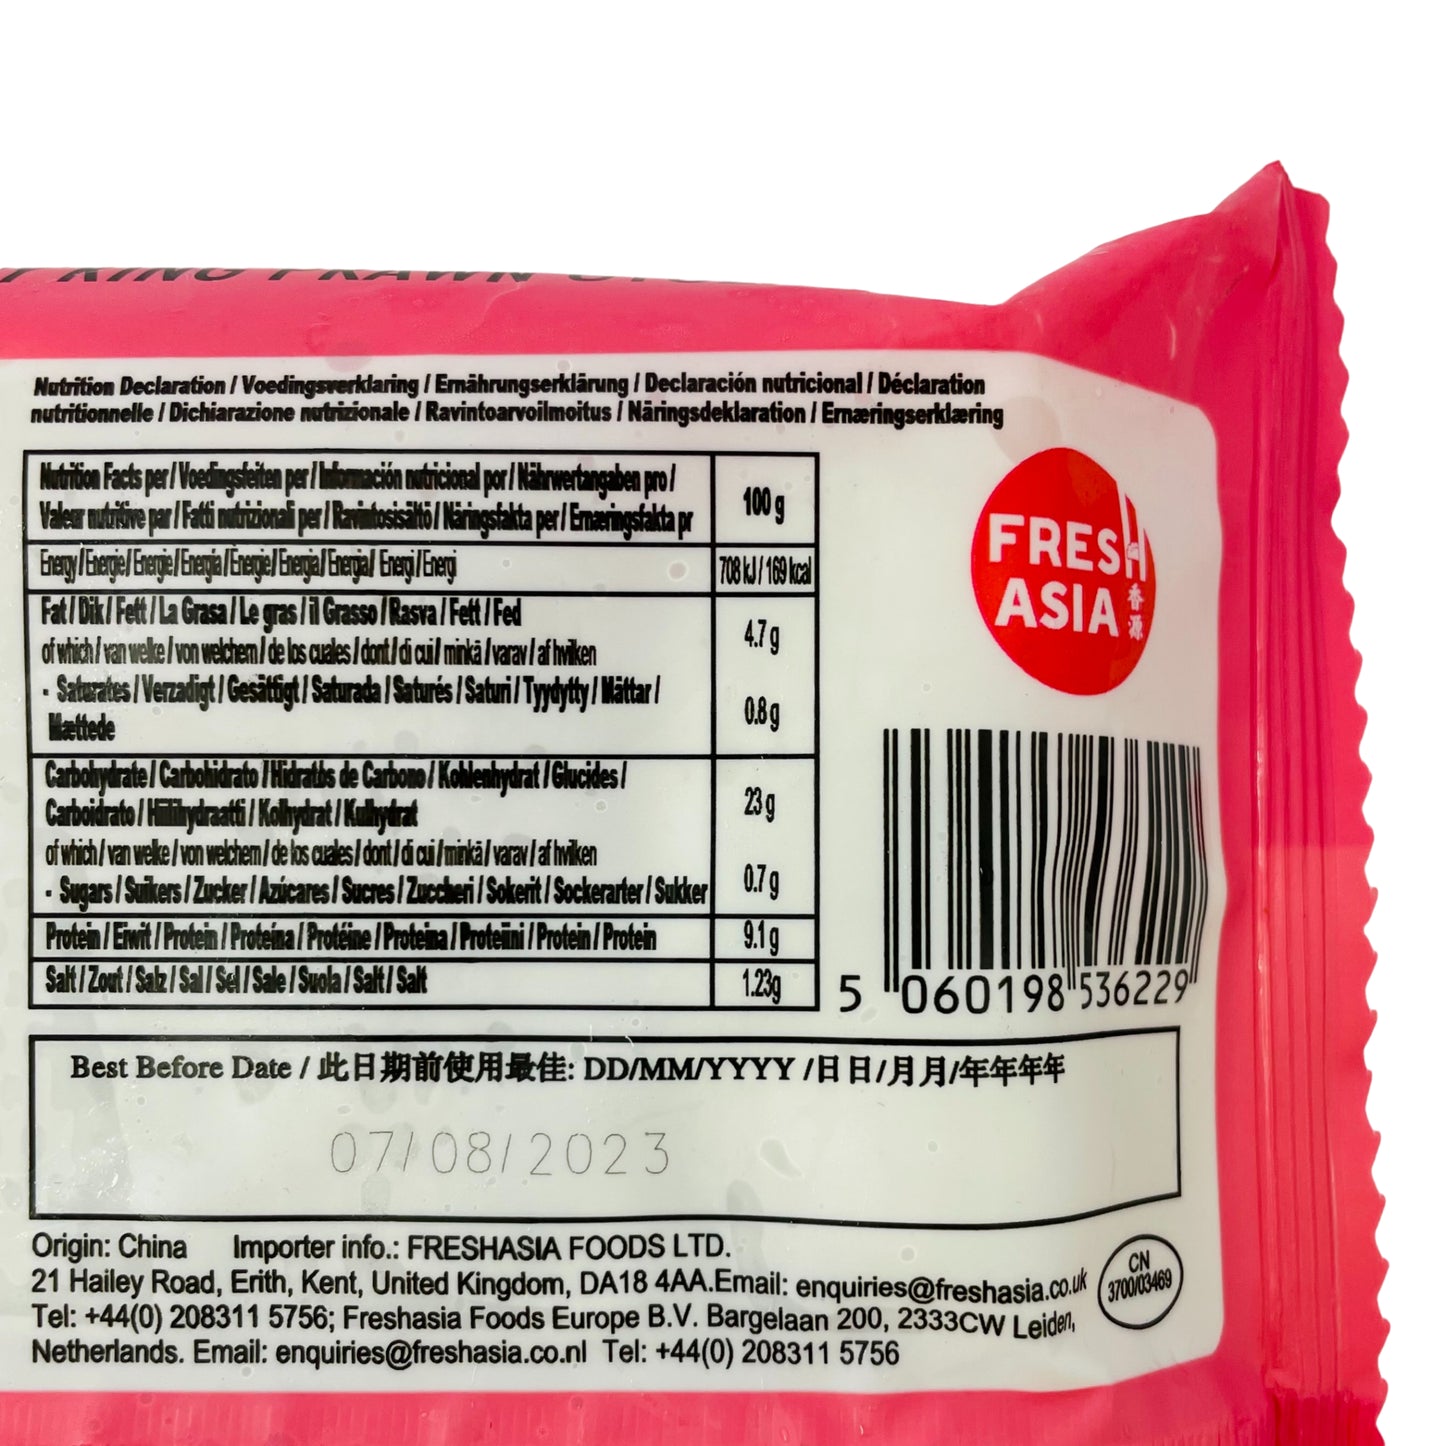 KING PRAWN
Nutrition Declaration / Voedingsverklaring / Ernährungserklärung / Declaración nutricional / Déclaration
nutritionnelle / Dichiarazione nutrizionale / Ravintoarvoilmoitus / Näringsdeklaration / Ernæringserklæring
Nutrition Facts per / Voedingsfeiten per / Información nutricional por / Nährwertangaben pro /
Valeur nutritive par / Fatti nutrizionali per / Ravintosisältö / Näringsfakta per / Ernæringsfakta pr
100 g
Energy / Energie / Energie / Energía / Énergie / Energia / Energia / Energi / Energi
708 kJ / 169 kcal
Fat / Dik / Fett / La Grasa / Le gras / il Grasso / Rasva / Fett / Fed
4.7 g
of which / van welke / von welchem / de los cuales / dont / di cui / minkä / varav / af hvilken
- Saturates / Verzadigt / Gesättigt / Saturada / Saturés / Saturi / Tyydytty / Mättar /
Mættede
0.8 g
Carbohydrate / Carbohidrato / Hidratos de Carbono / Kohlenhydrat / Glucides /
Carboidrato / Hiilihydraatti / Kolhydrat / Kulhydrat
23 g
of which / van welke / von welchem / de los cuales / dont / di cui / minkä / varav / af hvilken
- Sugars / Suikers / Zucker / Azúcares / Sucres / Zuccheri / Sokerit / Sockerarter / Sukker
0.7 g
Protein / Eiwit / Protein / Proteína / Protéine / Proteina / Proteiini / Protein / Protein
9.1 g
Salt / Zout / Salz / Sal / Sel / Sale / Suola / Salt / Salt
1.23g
FRESH
ASIA
香源
5 060198 536229
Best Before Date / 此日期前使用最佳: DD/MM/YYYY /日日/月月/年年年年
07/08/2023
Origin: China Importer info.: FRESHASIA FOODS LTD.
21 Hailey Road, Erith, Kent, United Kingdom, DA18 4AA.Email: enquiries@freshasia.co.uk
Tel: +44(0) 208311 5756; Freshasia Foods Europe B.V. Bargelaan 200, 2333CW Leiden,
Netherlands. Email: enquiries@freshasia.co.nl Tel: +44(0) 208311 5756
CN
3700/03469